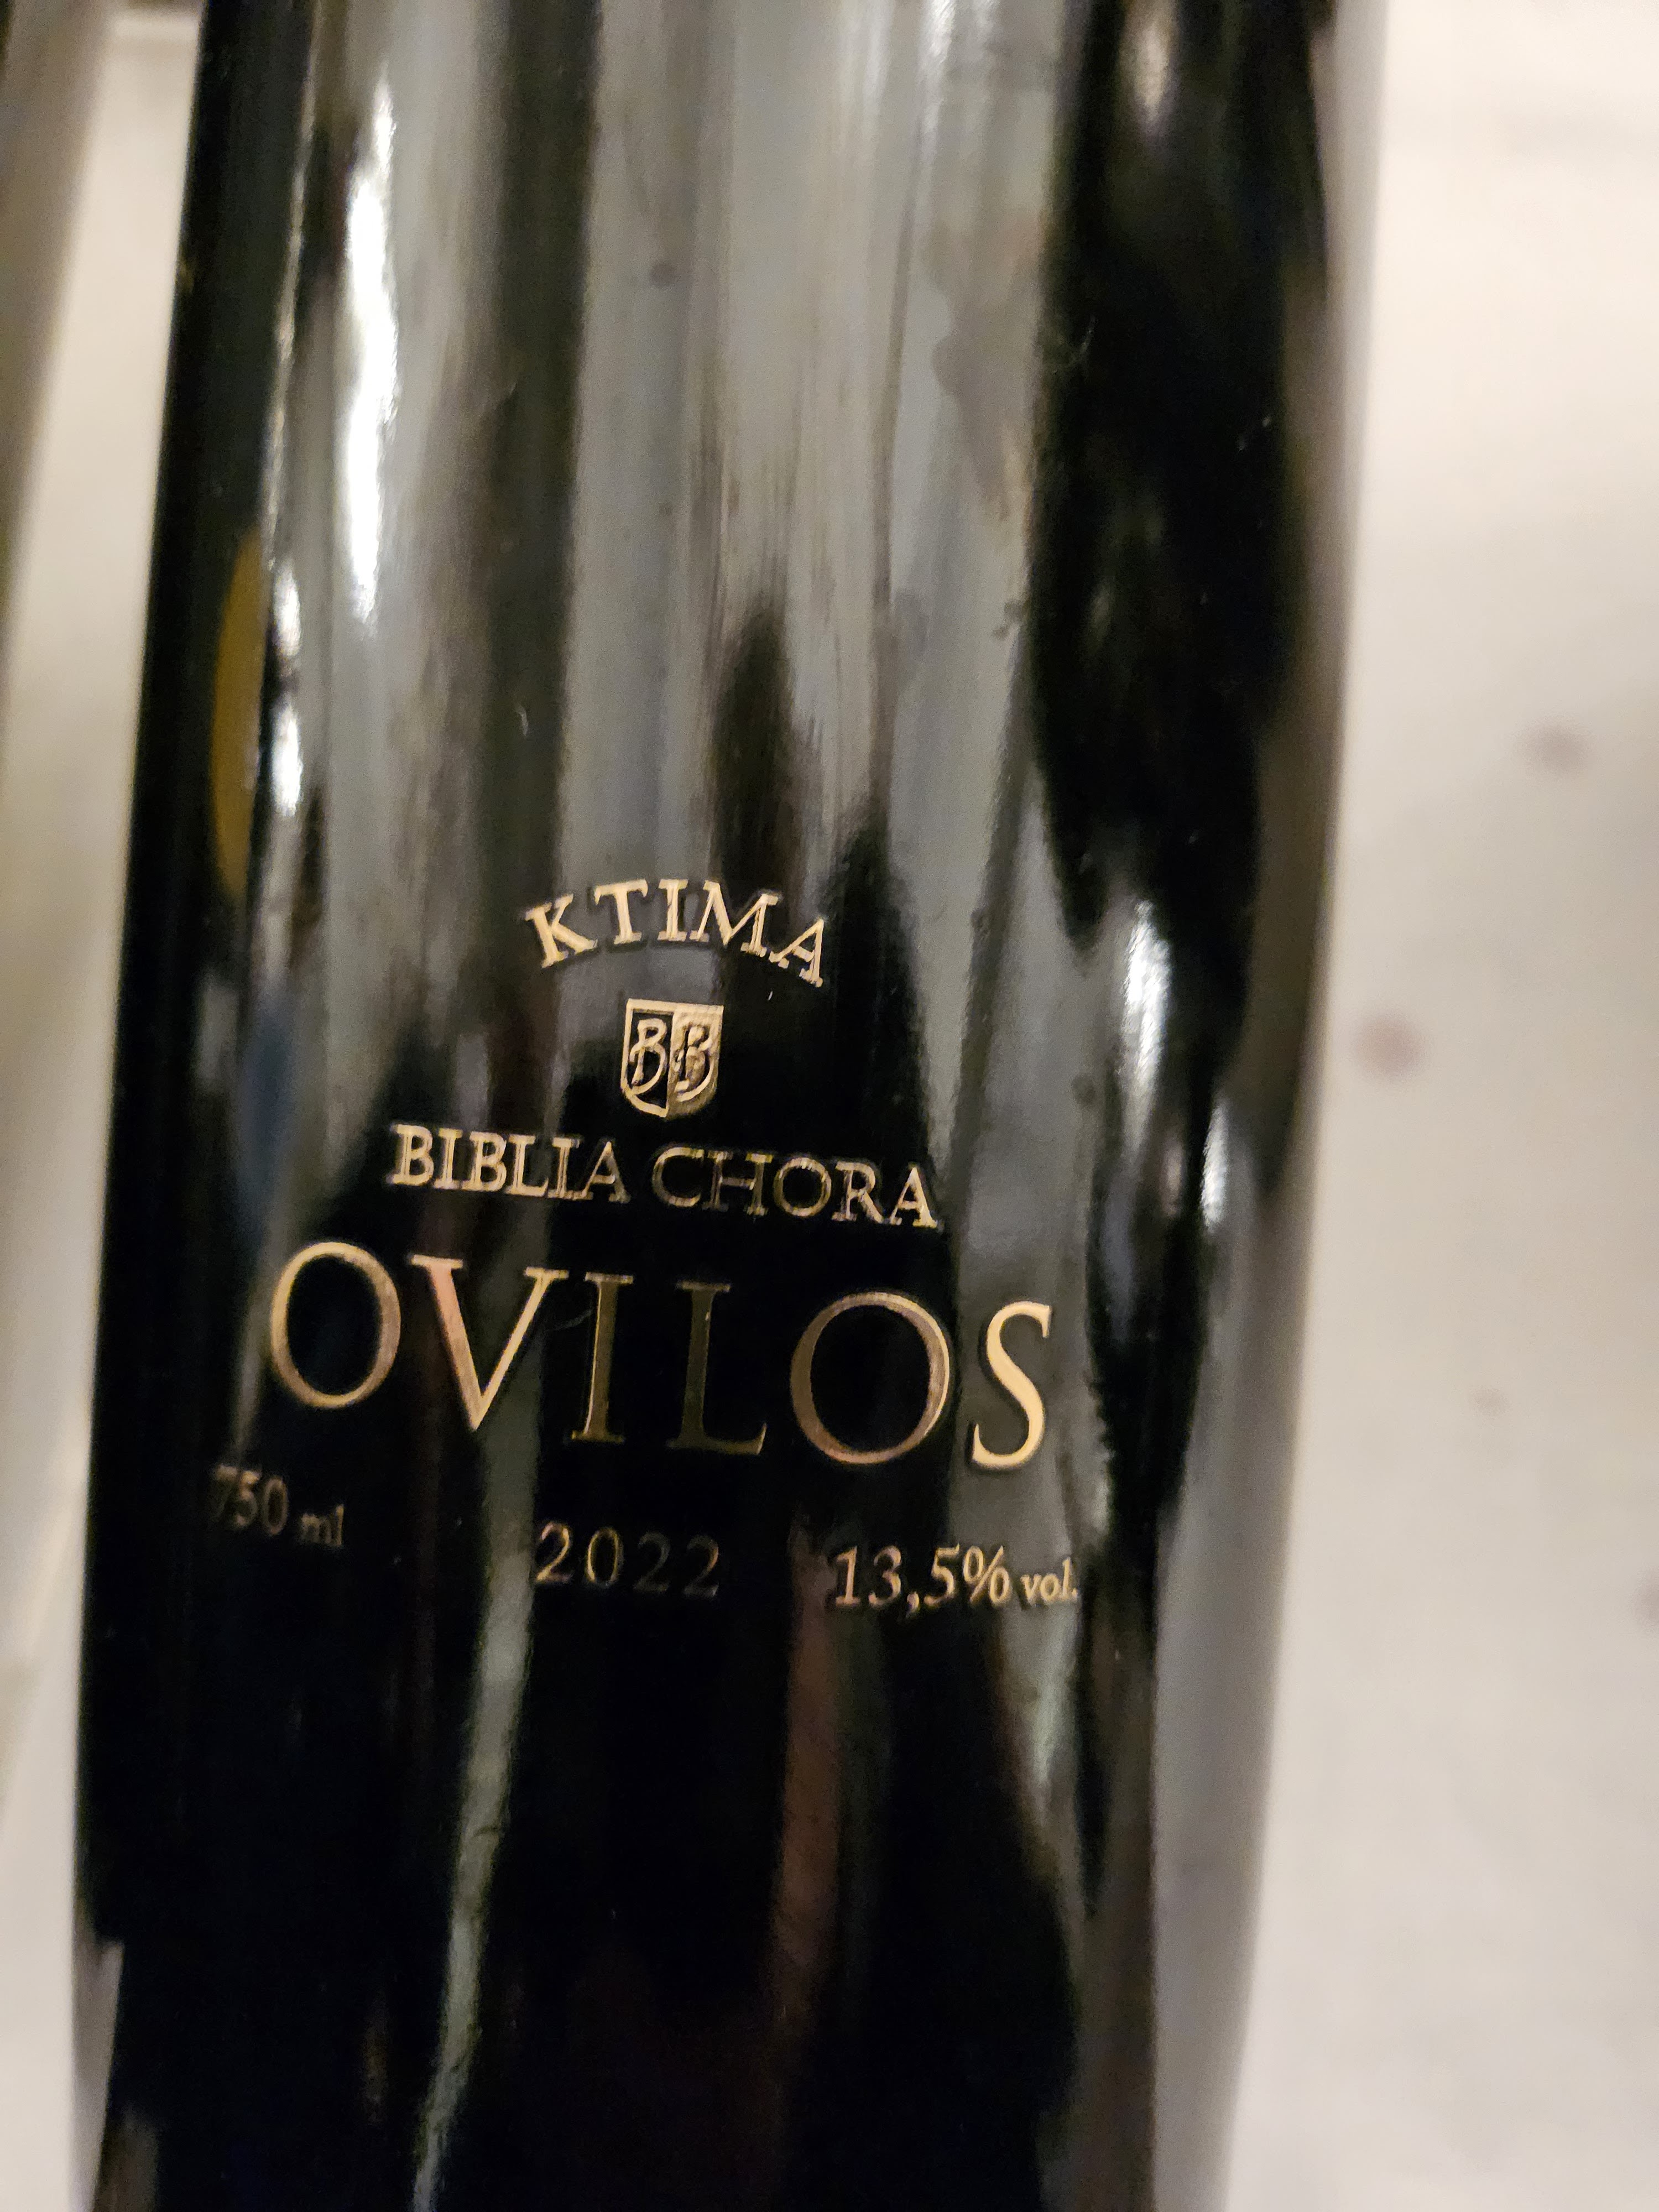 KTIMA
BB
BIBLIA CHORA
OVILOS
750 ml 2022 13,5% vol.